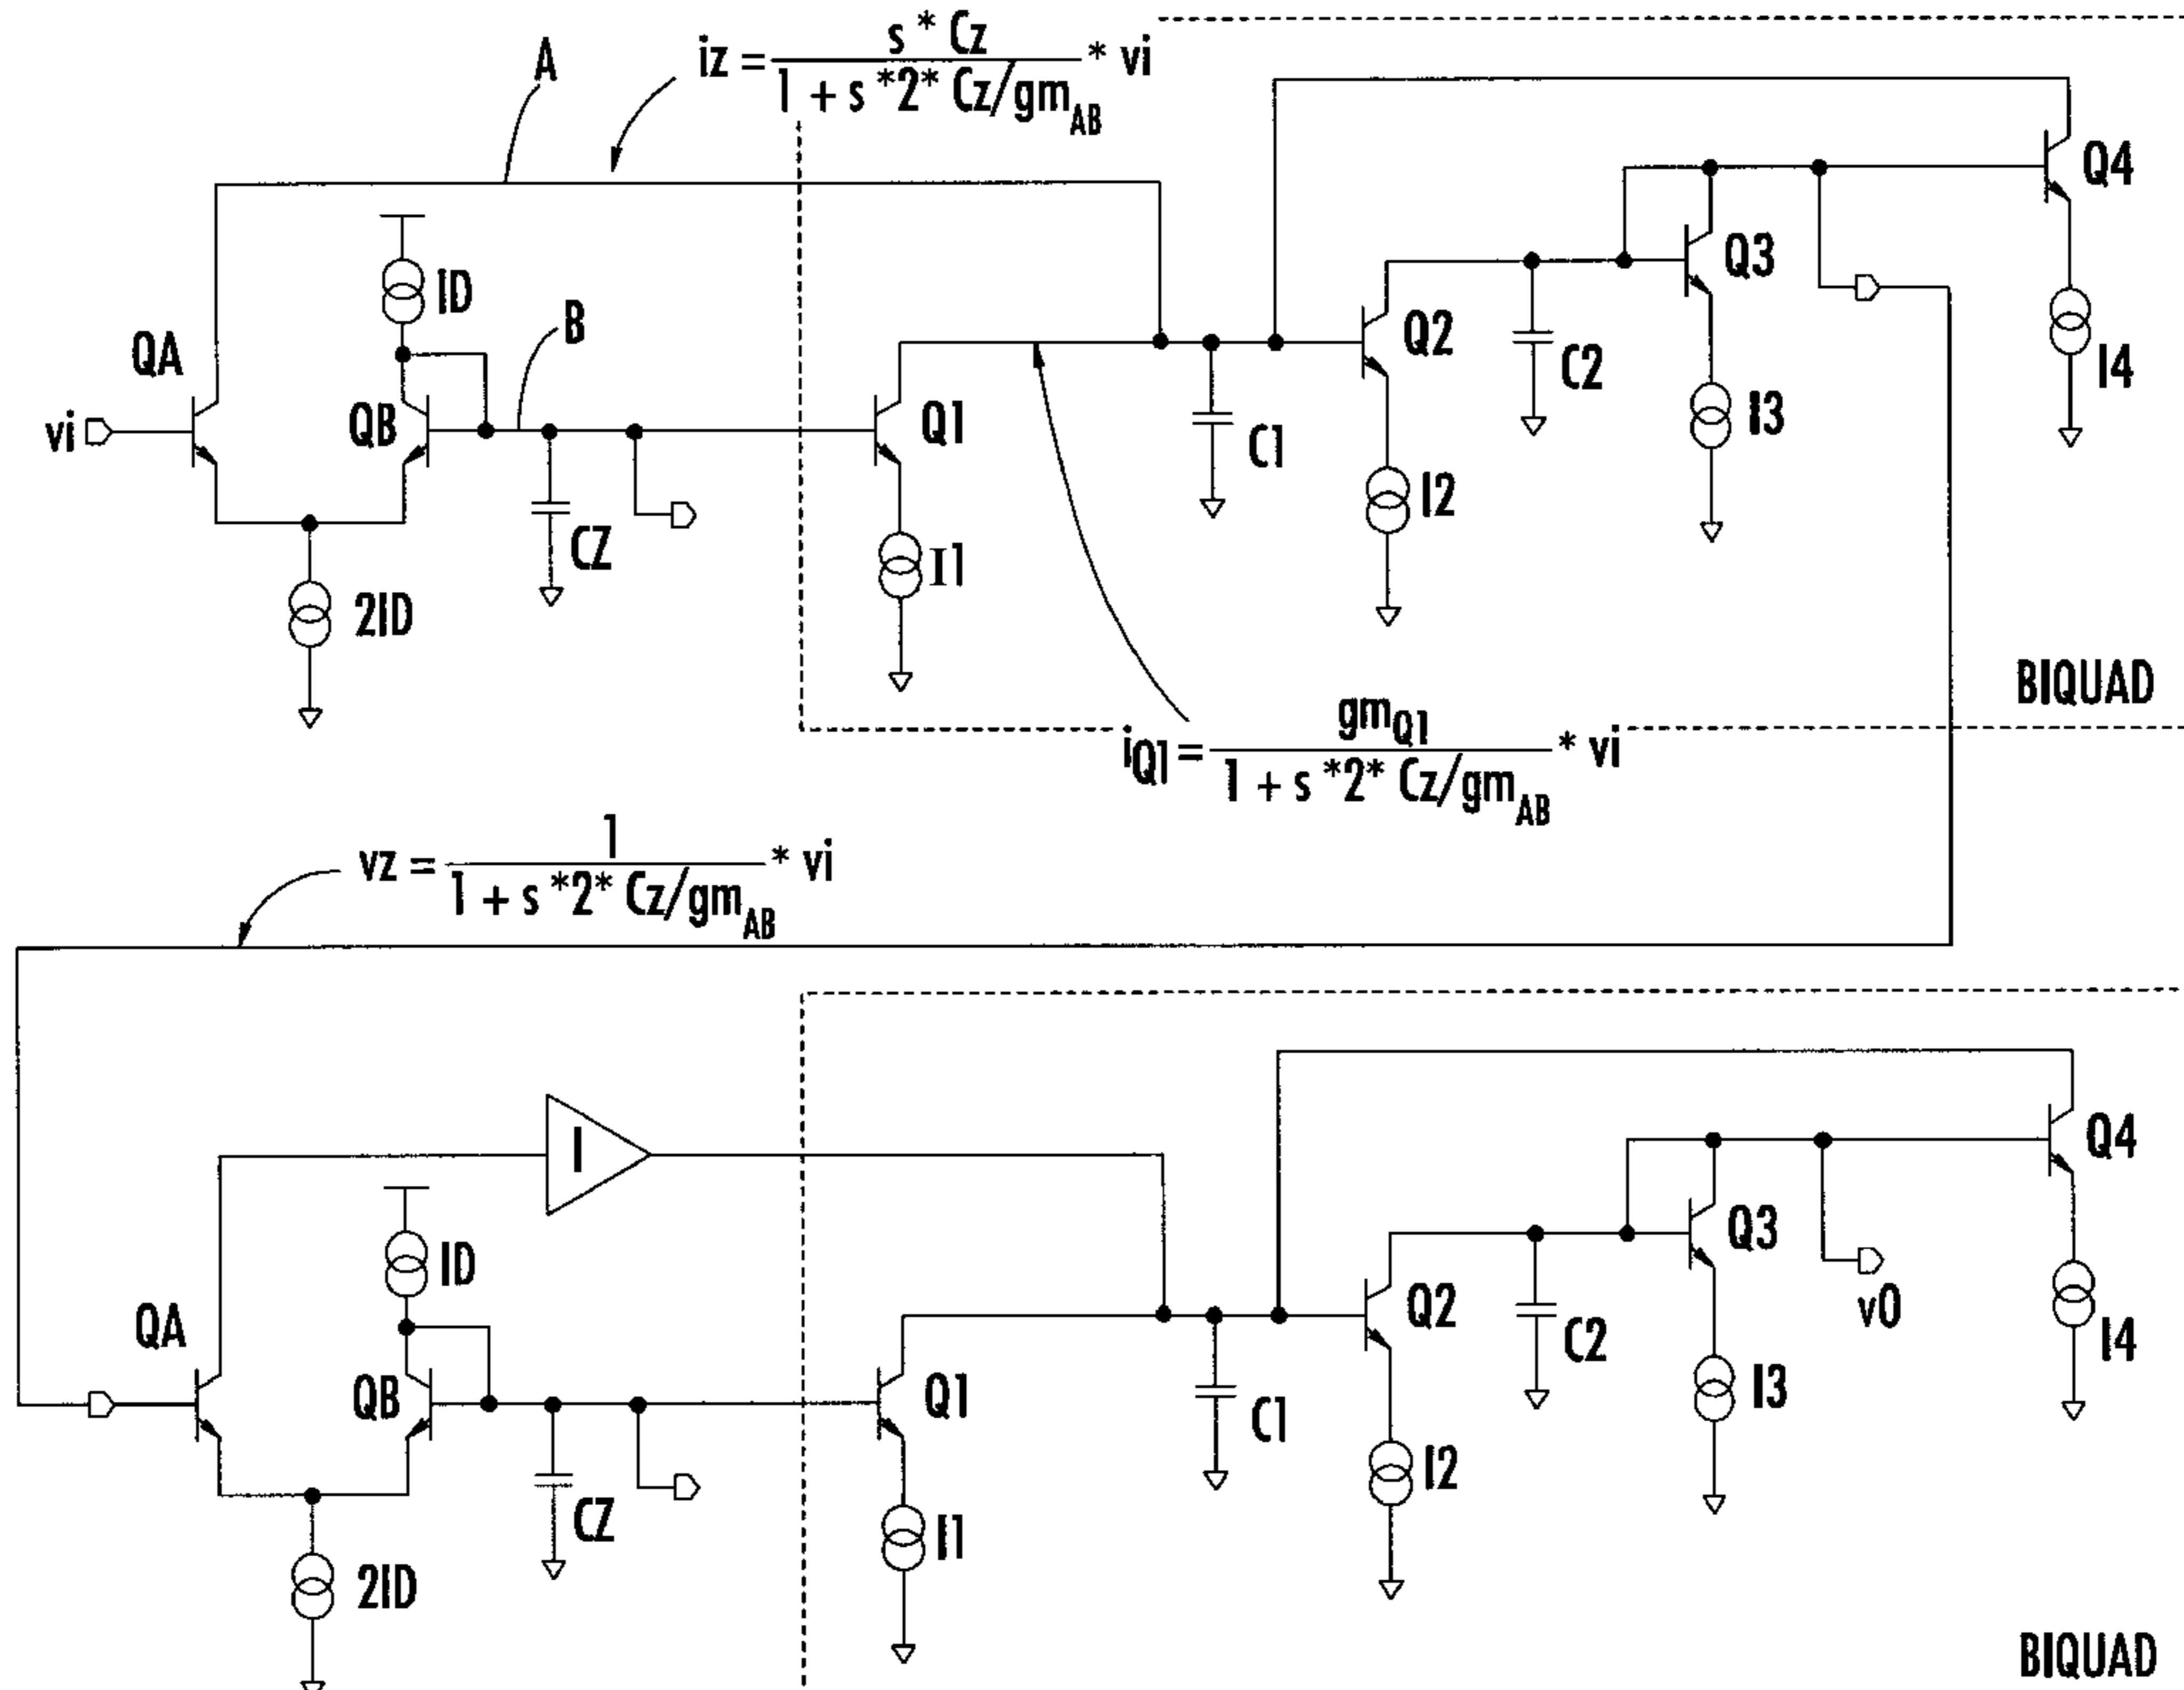 A
iz = s * Cz / 1 + s *2* Cz/gmAB * vi
Q4
Q3
ID
B
QA
Q2
I4
C2
vi
QB
Q1
I3
C1
CZ
I2
I1
2ID
BIQUAD
iQ1 = gmQ1 / 1 + s *2* Cz/gmAB * vi
vz = 1 / 1 + s *2* Cz/gmAB * vi
I
Q4
Q3
ID
Q2
v0
QA
C2
I4
QB
Q1
I3
C1
I2
CZ
I1
2ID
BIQUAD